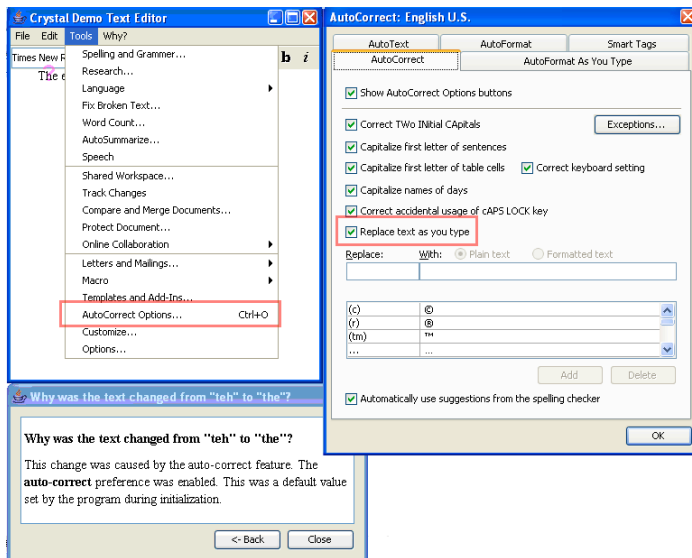 Crystal Demo Text Editor
File Edit Tools Why?
Times New R
b i
The e
Spelling and Grammer...
Research...
Language
Fix Broken Text...
Word Count...
AutoSummarize...
Speech
Shared Workspace...
Track Changes
Compare and Merge Documents...
Protect Document...
Online Collaboration
Letters and Mailings...
Macro
Templates and Add-Ins...
AutoCorrect Options... Ctrl+O
Customize...
Options...
AutoCorrect: English U.S.
AutoText AutoFormat Smart Tags
AutoCorrect AutoFormat As You Type
Show AutoCorrect Options buttons
Correct TWo INitial CApitals Exceptions...
Capitalize first letter of sentences
Capitalize first letter of table cells Correct keyboard setting
Capitalize names of days
Correct accidental usage of cAPS LOCK key
Replace text as you type
Replace: With: Plain text Formatted text
(c) ©
(r) ®
(tm) ™
... ...
Add Delete
Automatically use suggestions from the spelling checker
OK
Why was the text changed from "teh" to "the"?
Why was the text changed from "teh" to "the"?
This change was caused by the auto-correct feature. The
auto-correct preference was enabled. This was a default value
set by the program during initialization.
<- Back Close